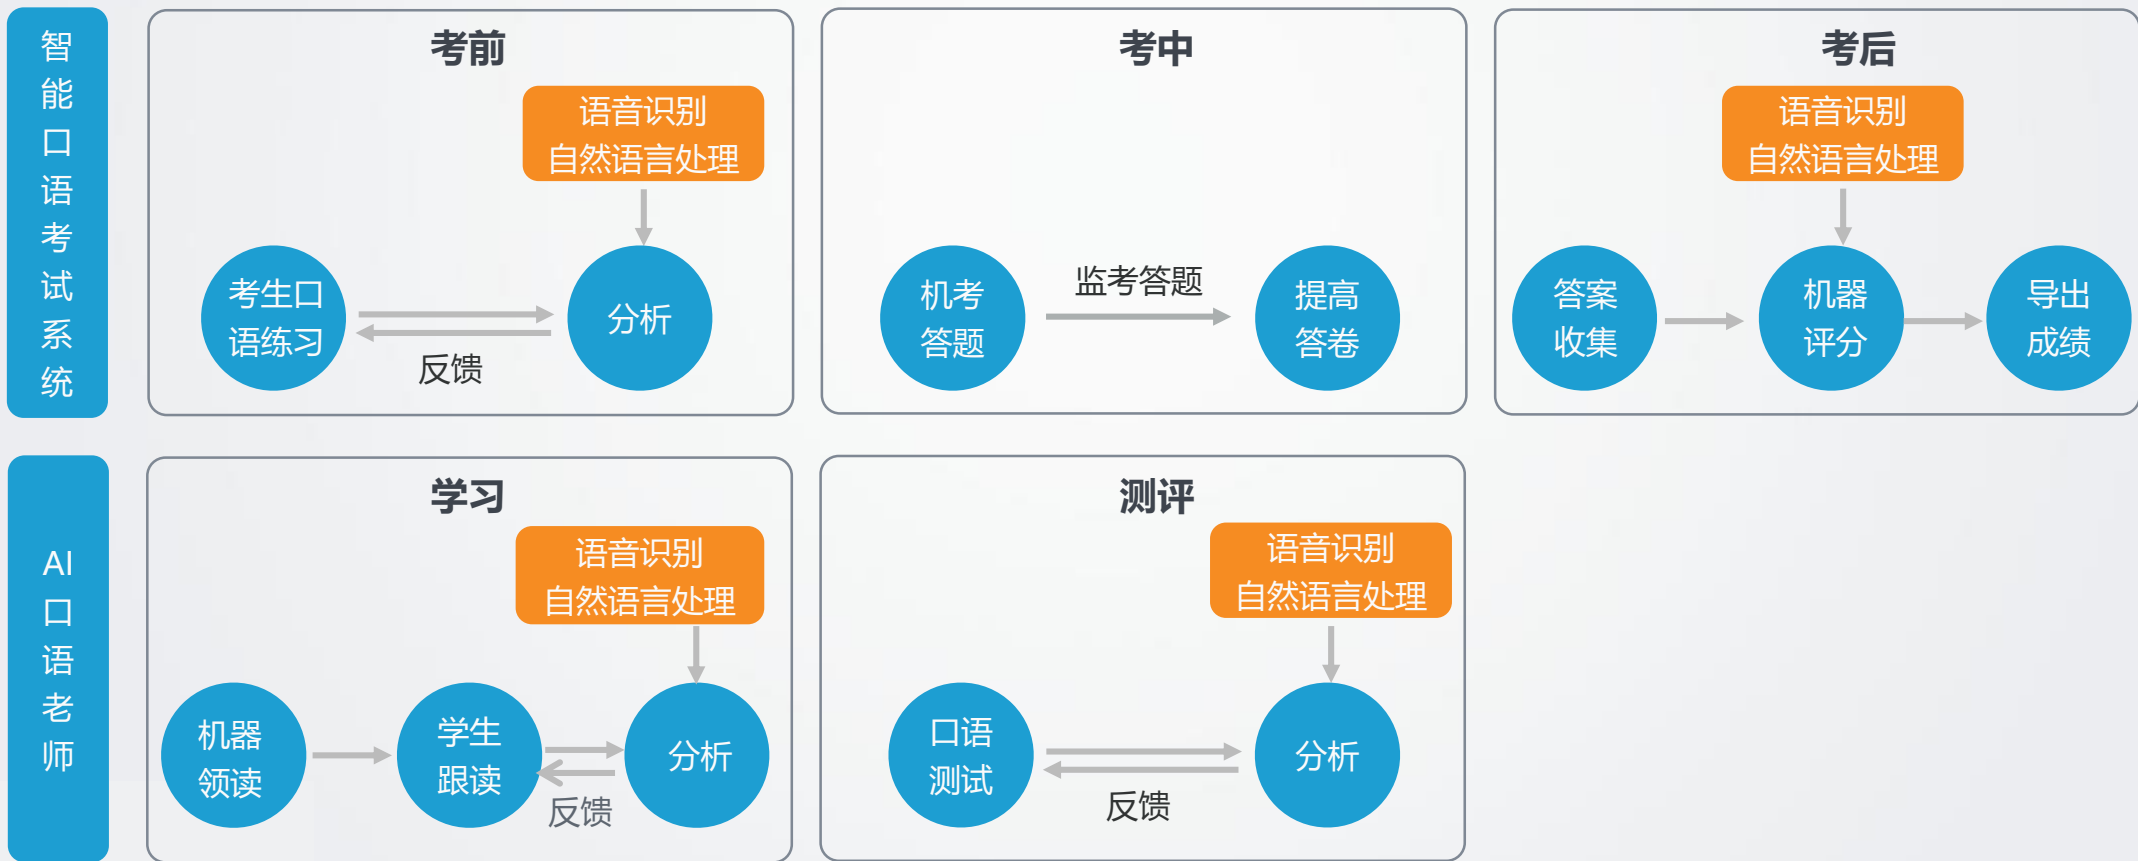 智
能
口
语
考
试
系
统
考前
语音识别
自然语言处理
考生口
语练习
反馈
分析
考中
机考
答题
监考答题
提高
答卷
考后
语音识别
自然语言处理
答案
收集
机器
评分
导出
成绩
AI
口
语
老
师
学习
语音识别
自然语言处理
机器
领读
学生
跟读
反馈
分析
测评
语音识别
自然语言处理
口语
测试
反馈
分析